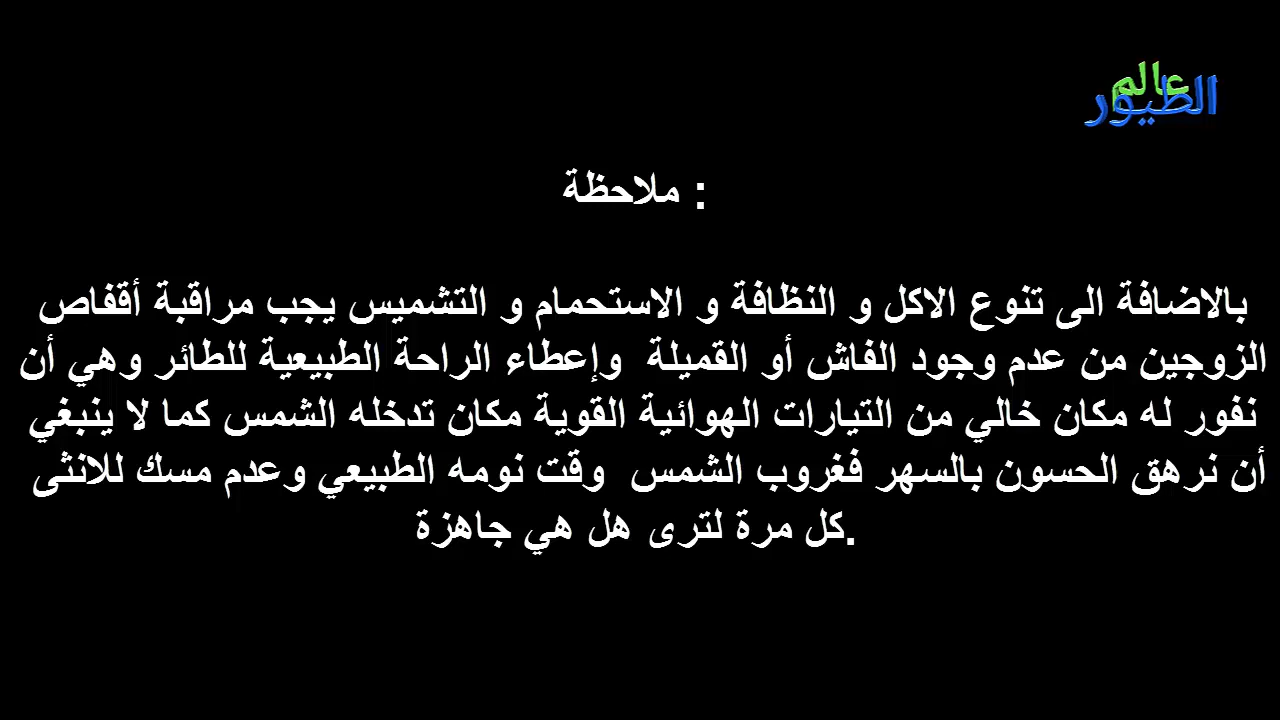 عالم
الطيور
ملاحظة :
بالاضافة الى تنوع الاكل و النظافة و الاستحمام و التشميس يجب مراقبة أقفاص
الزوجين من عدم وجود الفاش أو القميلة وإعطاء الراحة الطبيعية للطائر وهي أن
نفور له مكان خالي من التيارات الهوائية القوية مكان تدخله الشمس كما لا ينبغي
أن نرهق الحسون بالسهر فغروب الشمس وقت نومه الطبيعي وعدم مسك للانثى
كل مرة لترى هل هي جاهزة.